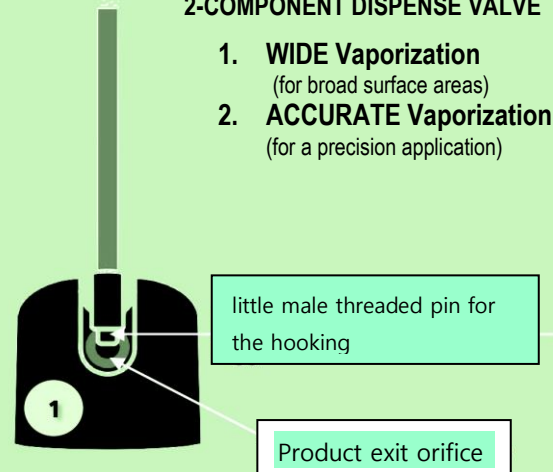 2-COMPONENT DISPENSE VALVE
1. WIDE Vaporization
(for broad surface areas)
2. ACCURATE Vaporization
(for a precision application)
little male threaded pin for
the hooking
1
Product exit orifice